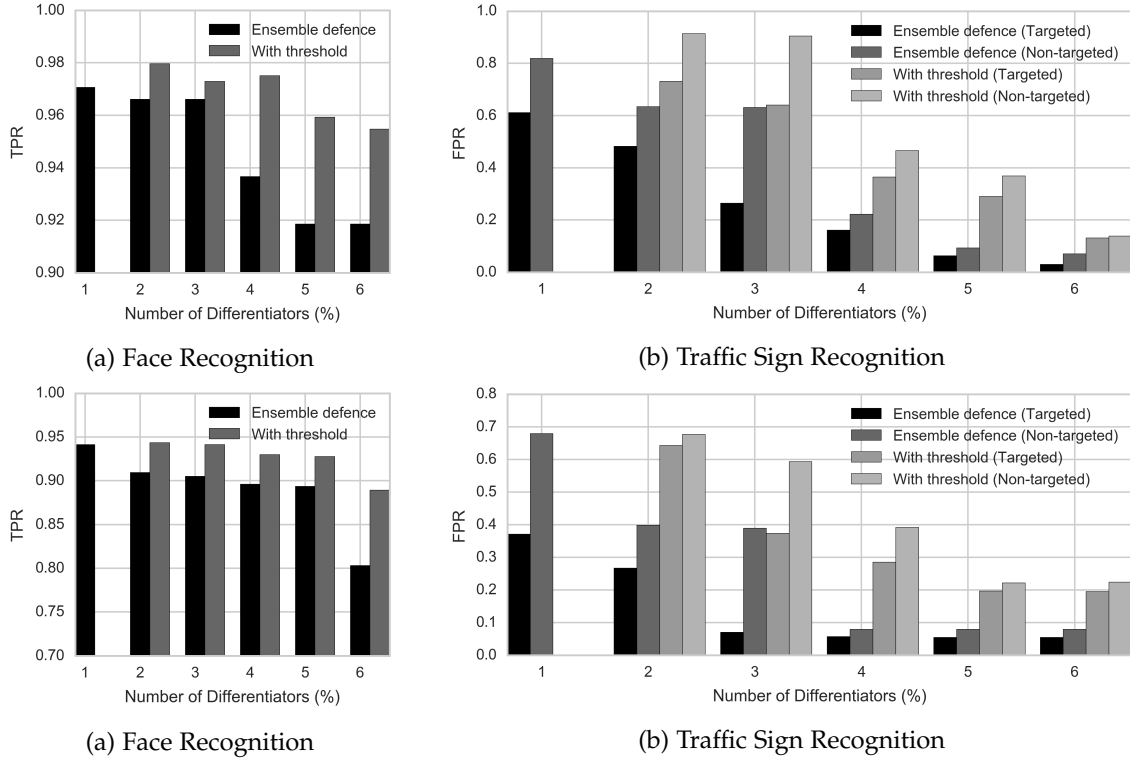 1.00
0.98
0.96
0.94
0.92
0.90
TPR
Ensemble defence
With threshold
1 2 3 4 5 6
Number of Differentiators (%)
(a) Face Recognition
1.0
0.8
0.6
0.4
0.2
0.0
FPR
Ensemble defence (Targeted)
Ensemble defence (Non-targeted)
With threshold (Targeted)
With threshold (Non-targeted)
1 2 3 4 5 6
Number of Differentiators (%)
(b) Traffic Sign Recognition
1.00
0.95
0.90
0.85
0.80
0.75
0.70
TPR
Ensemble defence
With threshold
1 2 3 4 5 6
Number of Differentiators (%)
(a) Face Recognition
0.8
0.7
0.6
0.5
0.4
0.3
0.2
0.1
0.0
FPR
Ensemble defence (Targeted)
Ensemble defence (Non-targeted)
With threshold (Targeted)
With threshold (Non-targeted)
1 2 3 4 5 6
Number of Differentiators (%)
(b) Traffic Sign Recognition